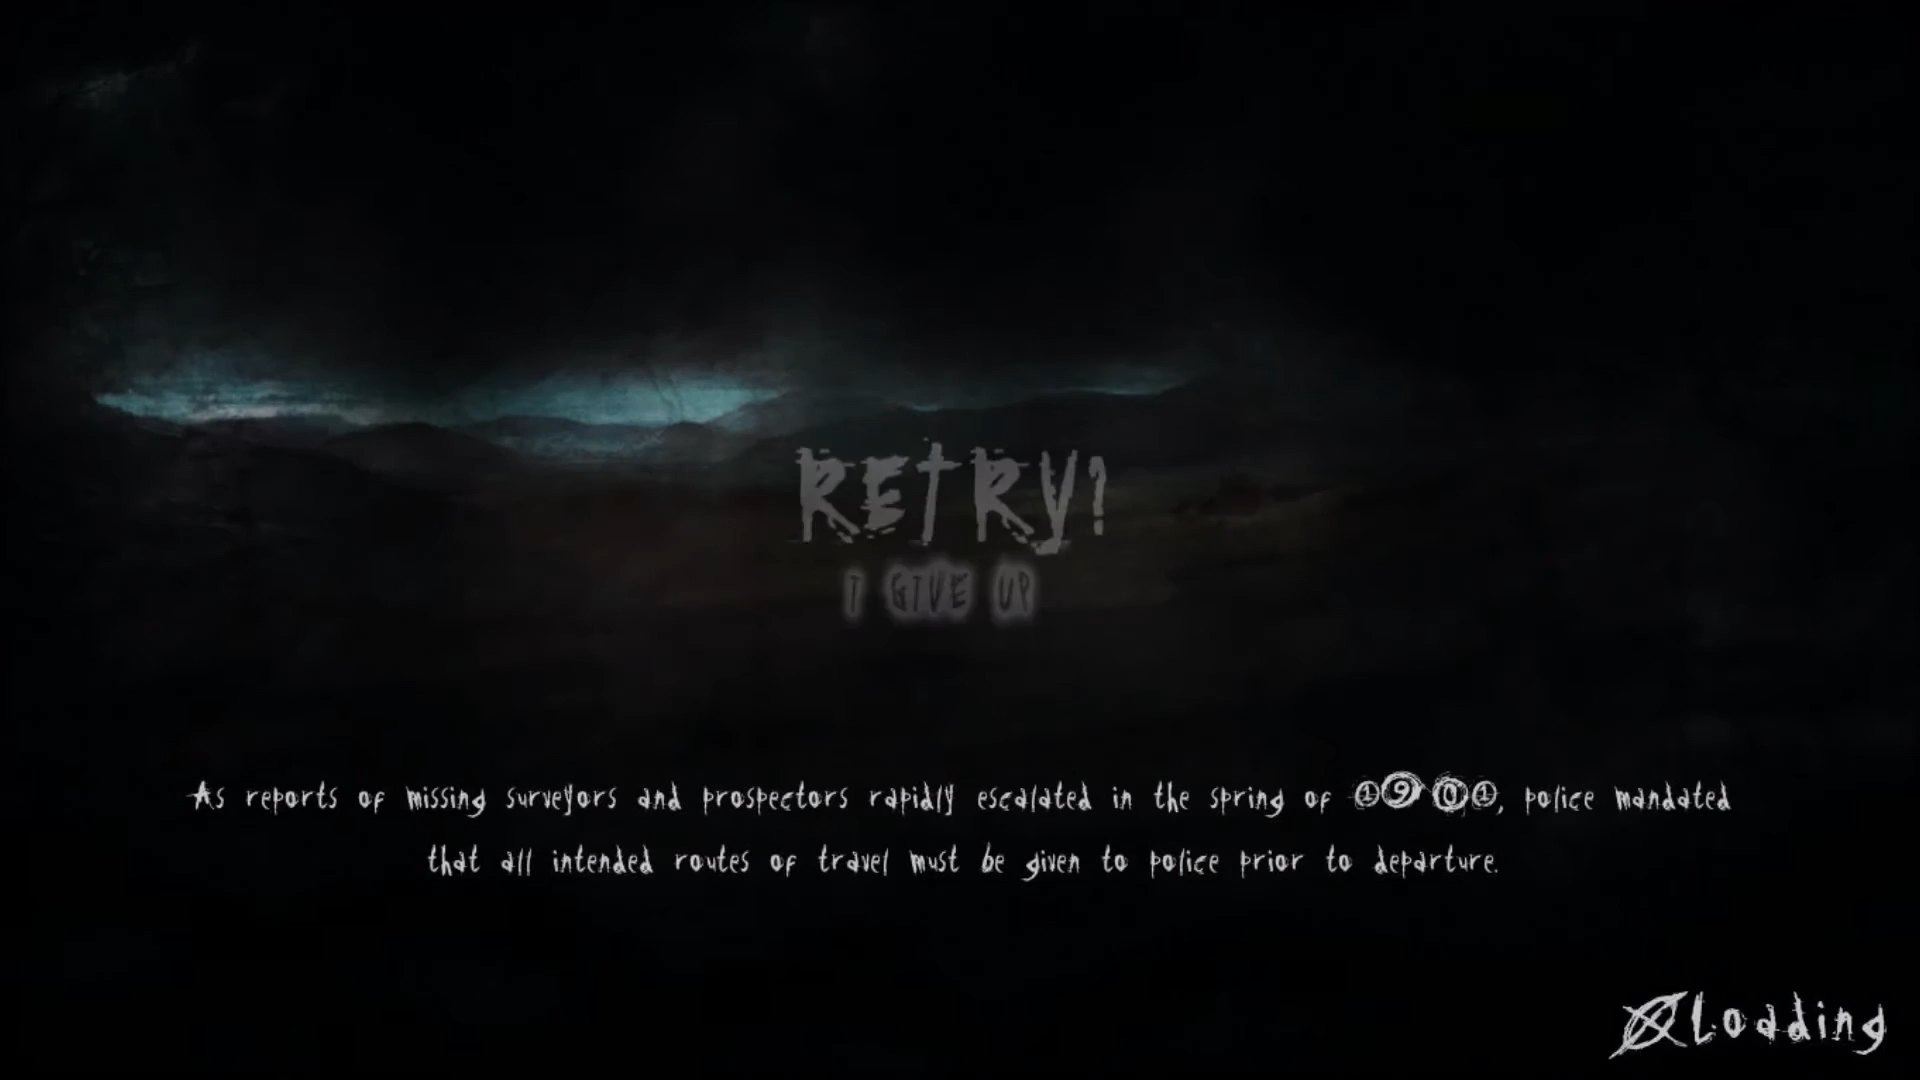 RETRY?
I GIVE UP
As reports of missing surveyors and prospectors rapidly escalated in the spring of 1901, police mandated
that all intended routes of travel must be given to police prior to departure.
Loading